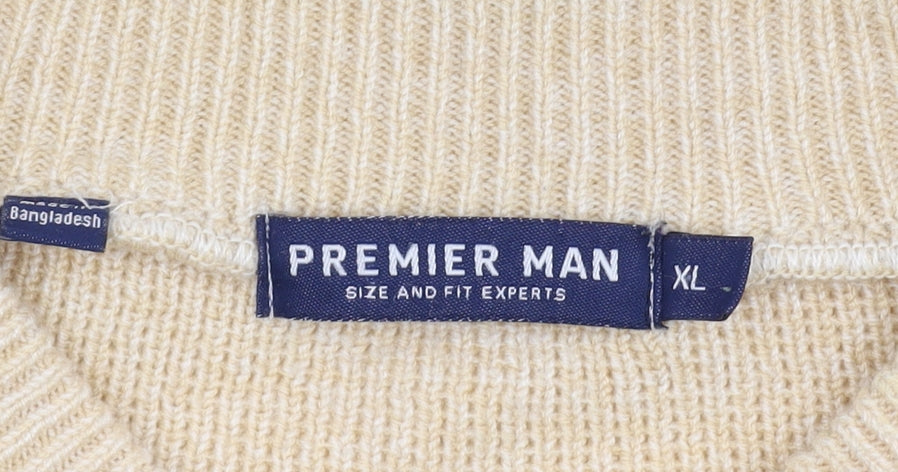 Bangladesh
PREMIER MAN
SIZE AND FIT EXPERTS
XL